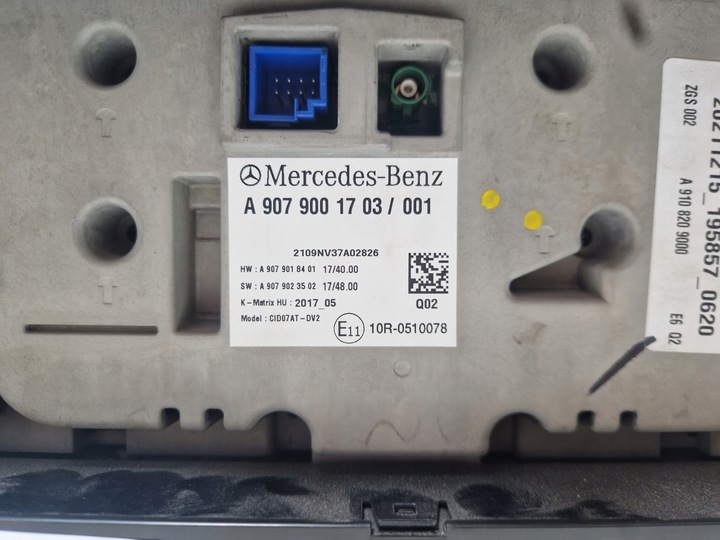 Mercedes-Benz
A 907 900 17 03 / 001
2109NV37A02826
HW : A 907 901 84 01 17/40.00
SW : A 907 902 35 02 17/48.00
K-Matrix HU : 2017_05
Model : CID07AT-DV2
Q02
E11 10R-0510078
20211215_195857_0620
ZGS 002
A 910 820 9000
E6 Q2